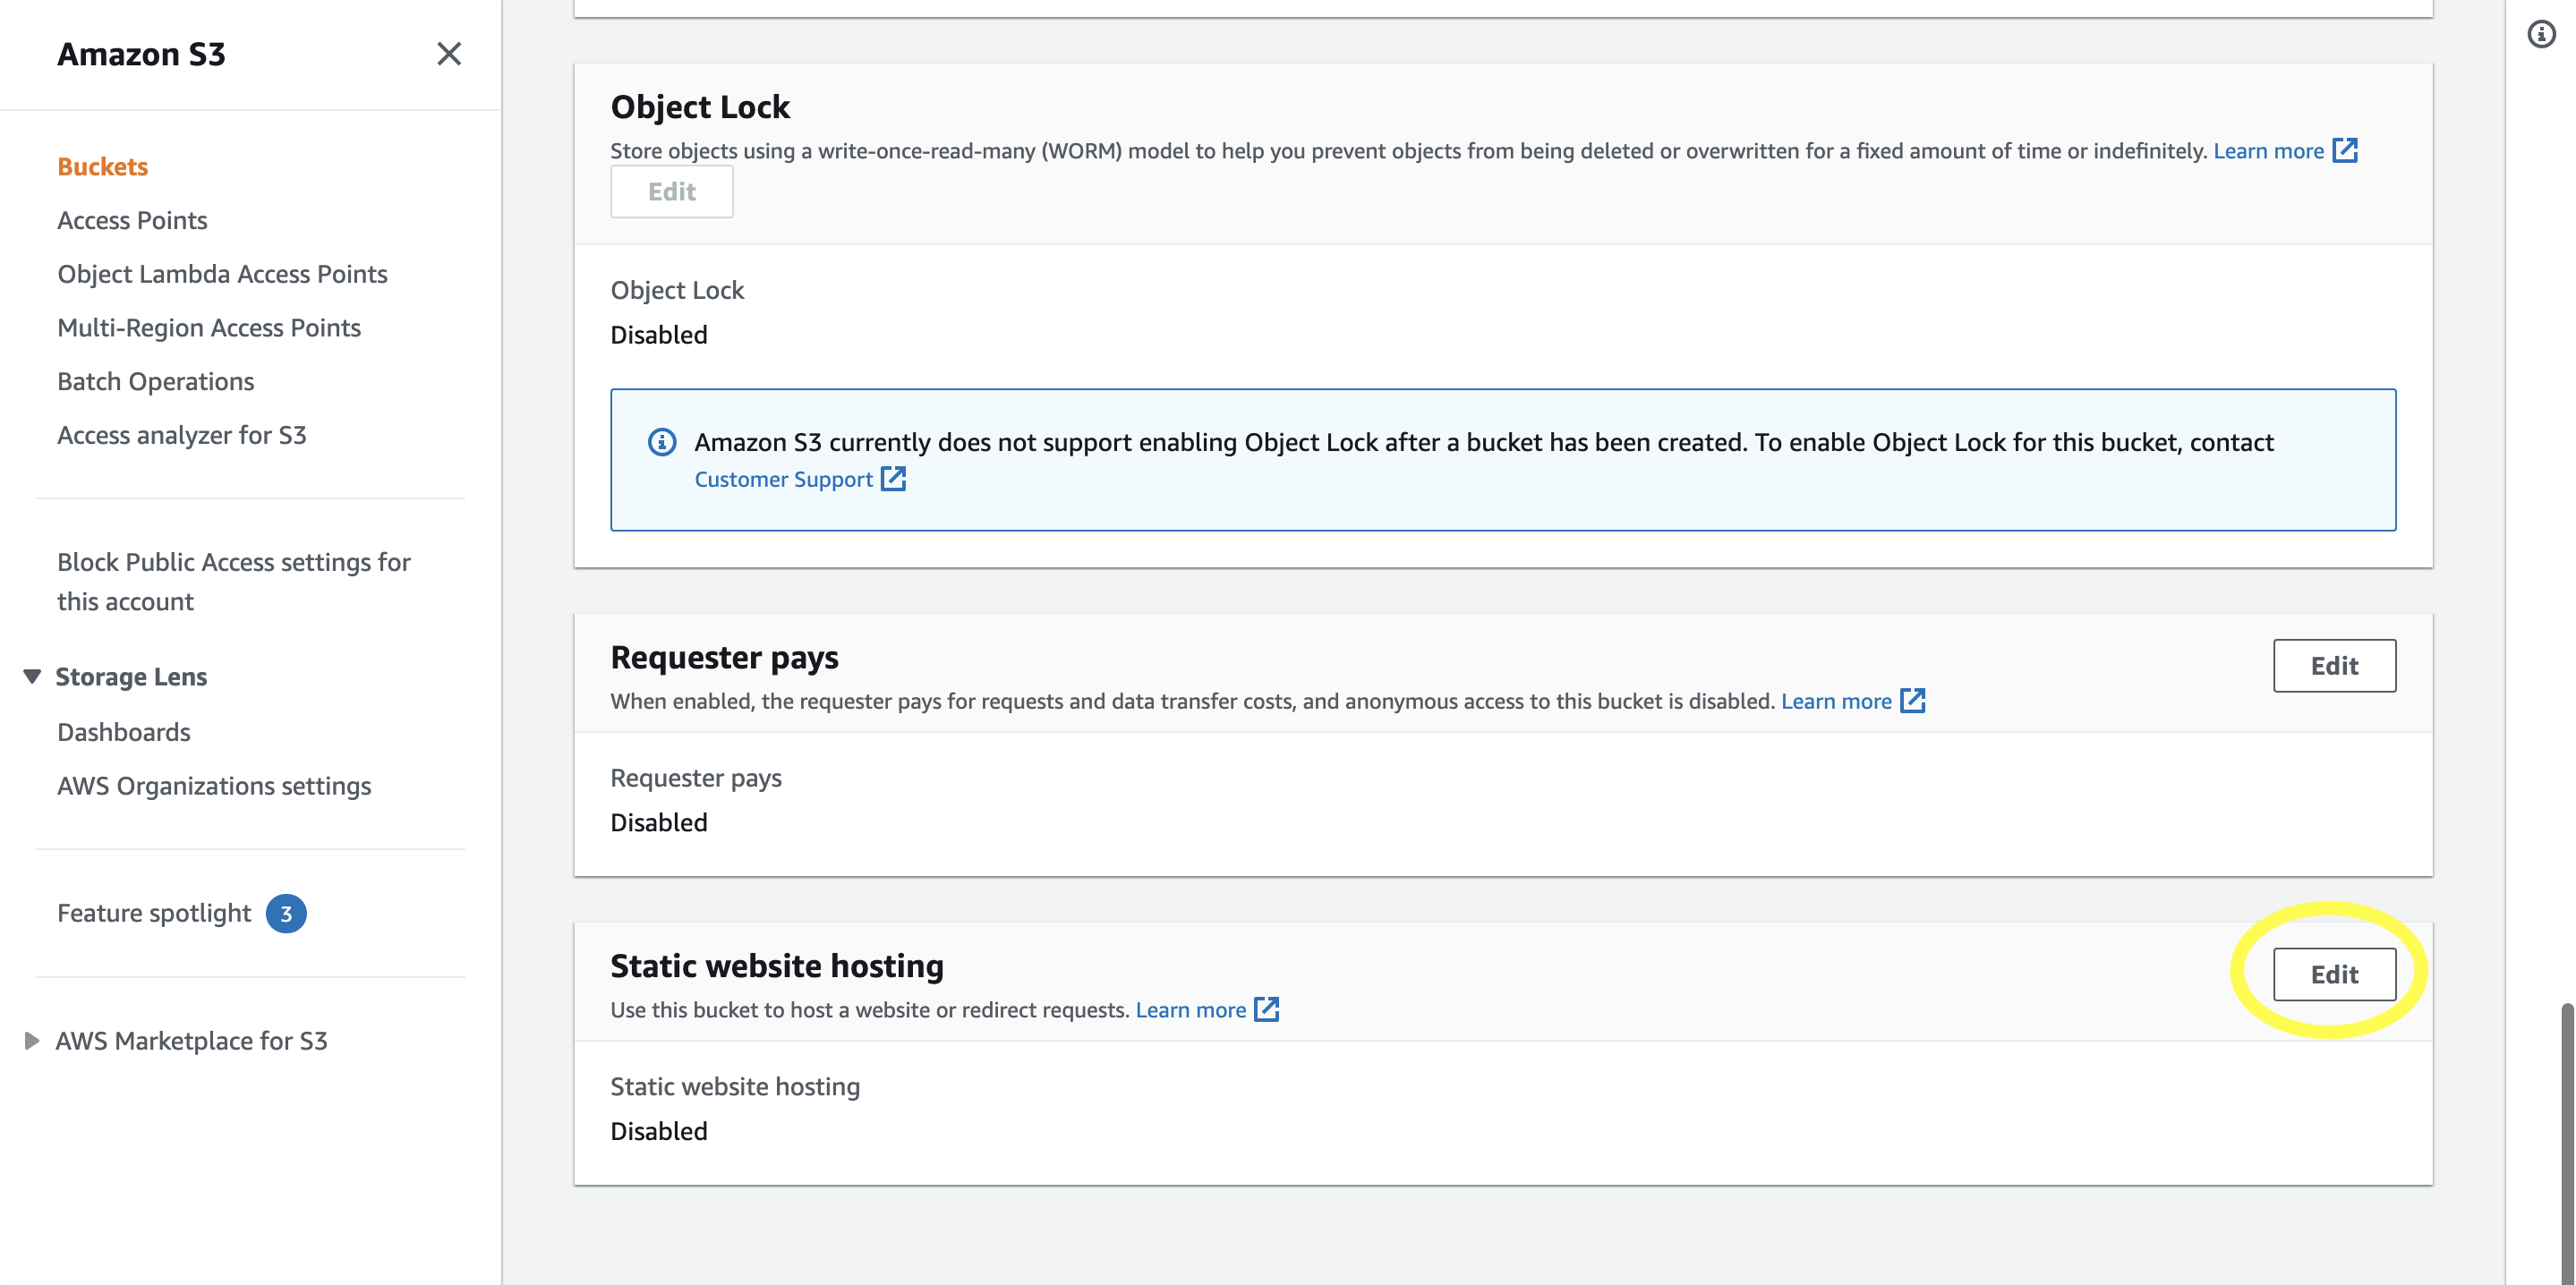 Amazon S3
Buckets
Access Points
Object Lambda Access Points
Multi-Region Access Points
Batch Operations
Access analyzer for S3
Block Public Access settings for
this account
Storage Lens
Dashboards
AWS Organizations settings
Feature spotlight 3
AWS Marketplace for S3
Object Lock
Store objects using a write-once-read-many (WORM) model to help you prevent objects from being deleted or overwritten for a fixed amount of time or indefinitely. Learn more
Edit
Object Lock
Disabled
Amazon S3 currently does not support enabling Object Lock after a bucket has been created. To enable Object Lock for this bucket, contact
Customer Support
Requester pays
Edit
When enabled, the requester pays for requests and data transfer costs, and anonymous access to this bucket is disabled. Learn more
Requester pays
Disabled
Static website hosting
Edit
Use this bucket to host a website or redirect requests. Learn more
Static website hosting
Disabled